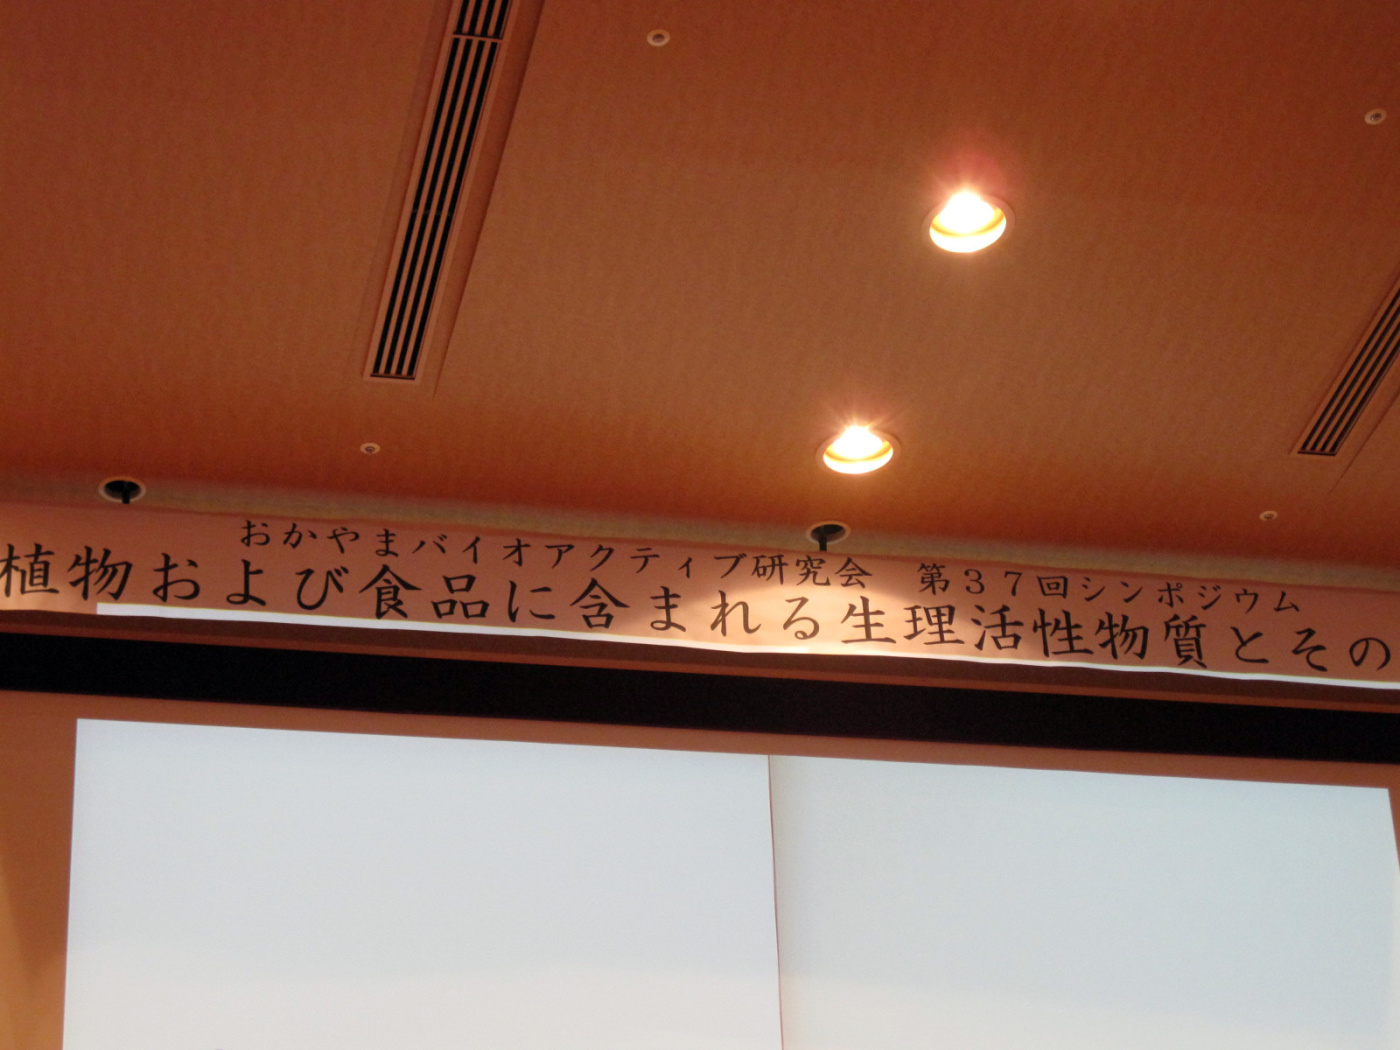 おかやまバイオアクティブ研究会　第３７回シンポジウム
植物および食品に含まれる生理活性物質とその